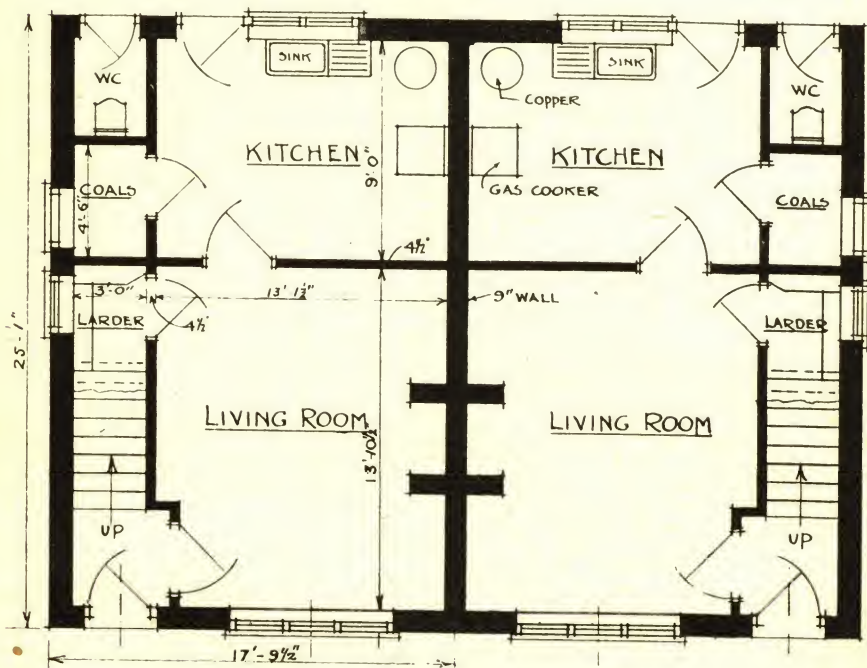 SINK
SINK
WC
WC
COPPER
KITCHEN
9'-0"
KITCHEN
GAS COOKER
COALS
4'-6"
COALS
4½"
3'-0"
13'-1½"
9" WALL
LARDER
4½"
LARDER
25'-1"
LIVING ROOM
LIVING ROOM
13'-10½"
UP
UP
17'-9½"